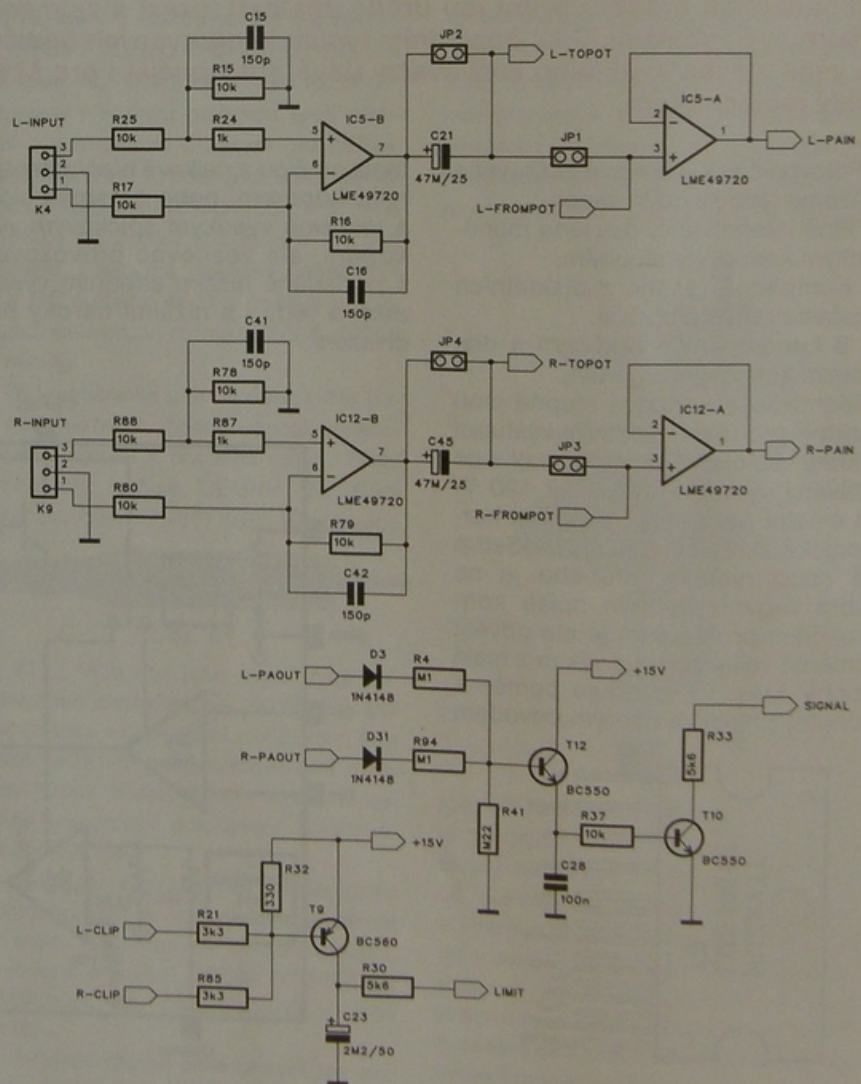 C15
150p
R15
10k
JP2
L-TOPOT
L-INPUT
R25
10k
R24
1k
IC5-B
5
6
7
LME49720
C21
47M/25
JP1
IC5-A
2
3
1
L-PAIN
LME49720
3
2
1
K4
R17
10k
L-FROMPOT
R16
10k
C16
150p
C41
150p
R78
10k
JP4
R-TOPOT
R-INPUT
R88
10k
R87
1k
IC12-B
5
6
7
LME49720
C45
47M/25
JP3
IC12-A
2
3
1
R-PAIN
LME49720
3
2
1
K9
R80
10k
R-FROMPOT
R79
10k
C42
150p
L-PAOUT
D3
1N4148
R4
M1
+15V
R-PAOUT
D31
1N4148
R94
M1
T12
BC550
SIGNAL
R33
5k6
R41
M22
R37
10k
T10
BC550
C28
100n
+15V
R32
330
L-CLIP
R21
3k3
T9
BC560
R-CLIP
R85
3k3
R30
5k6
LIMIT
C23
2M2/50